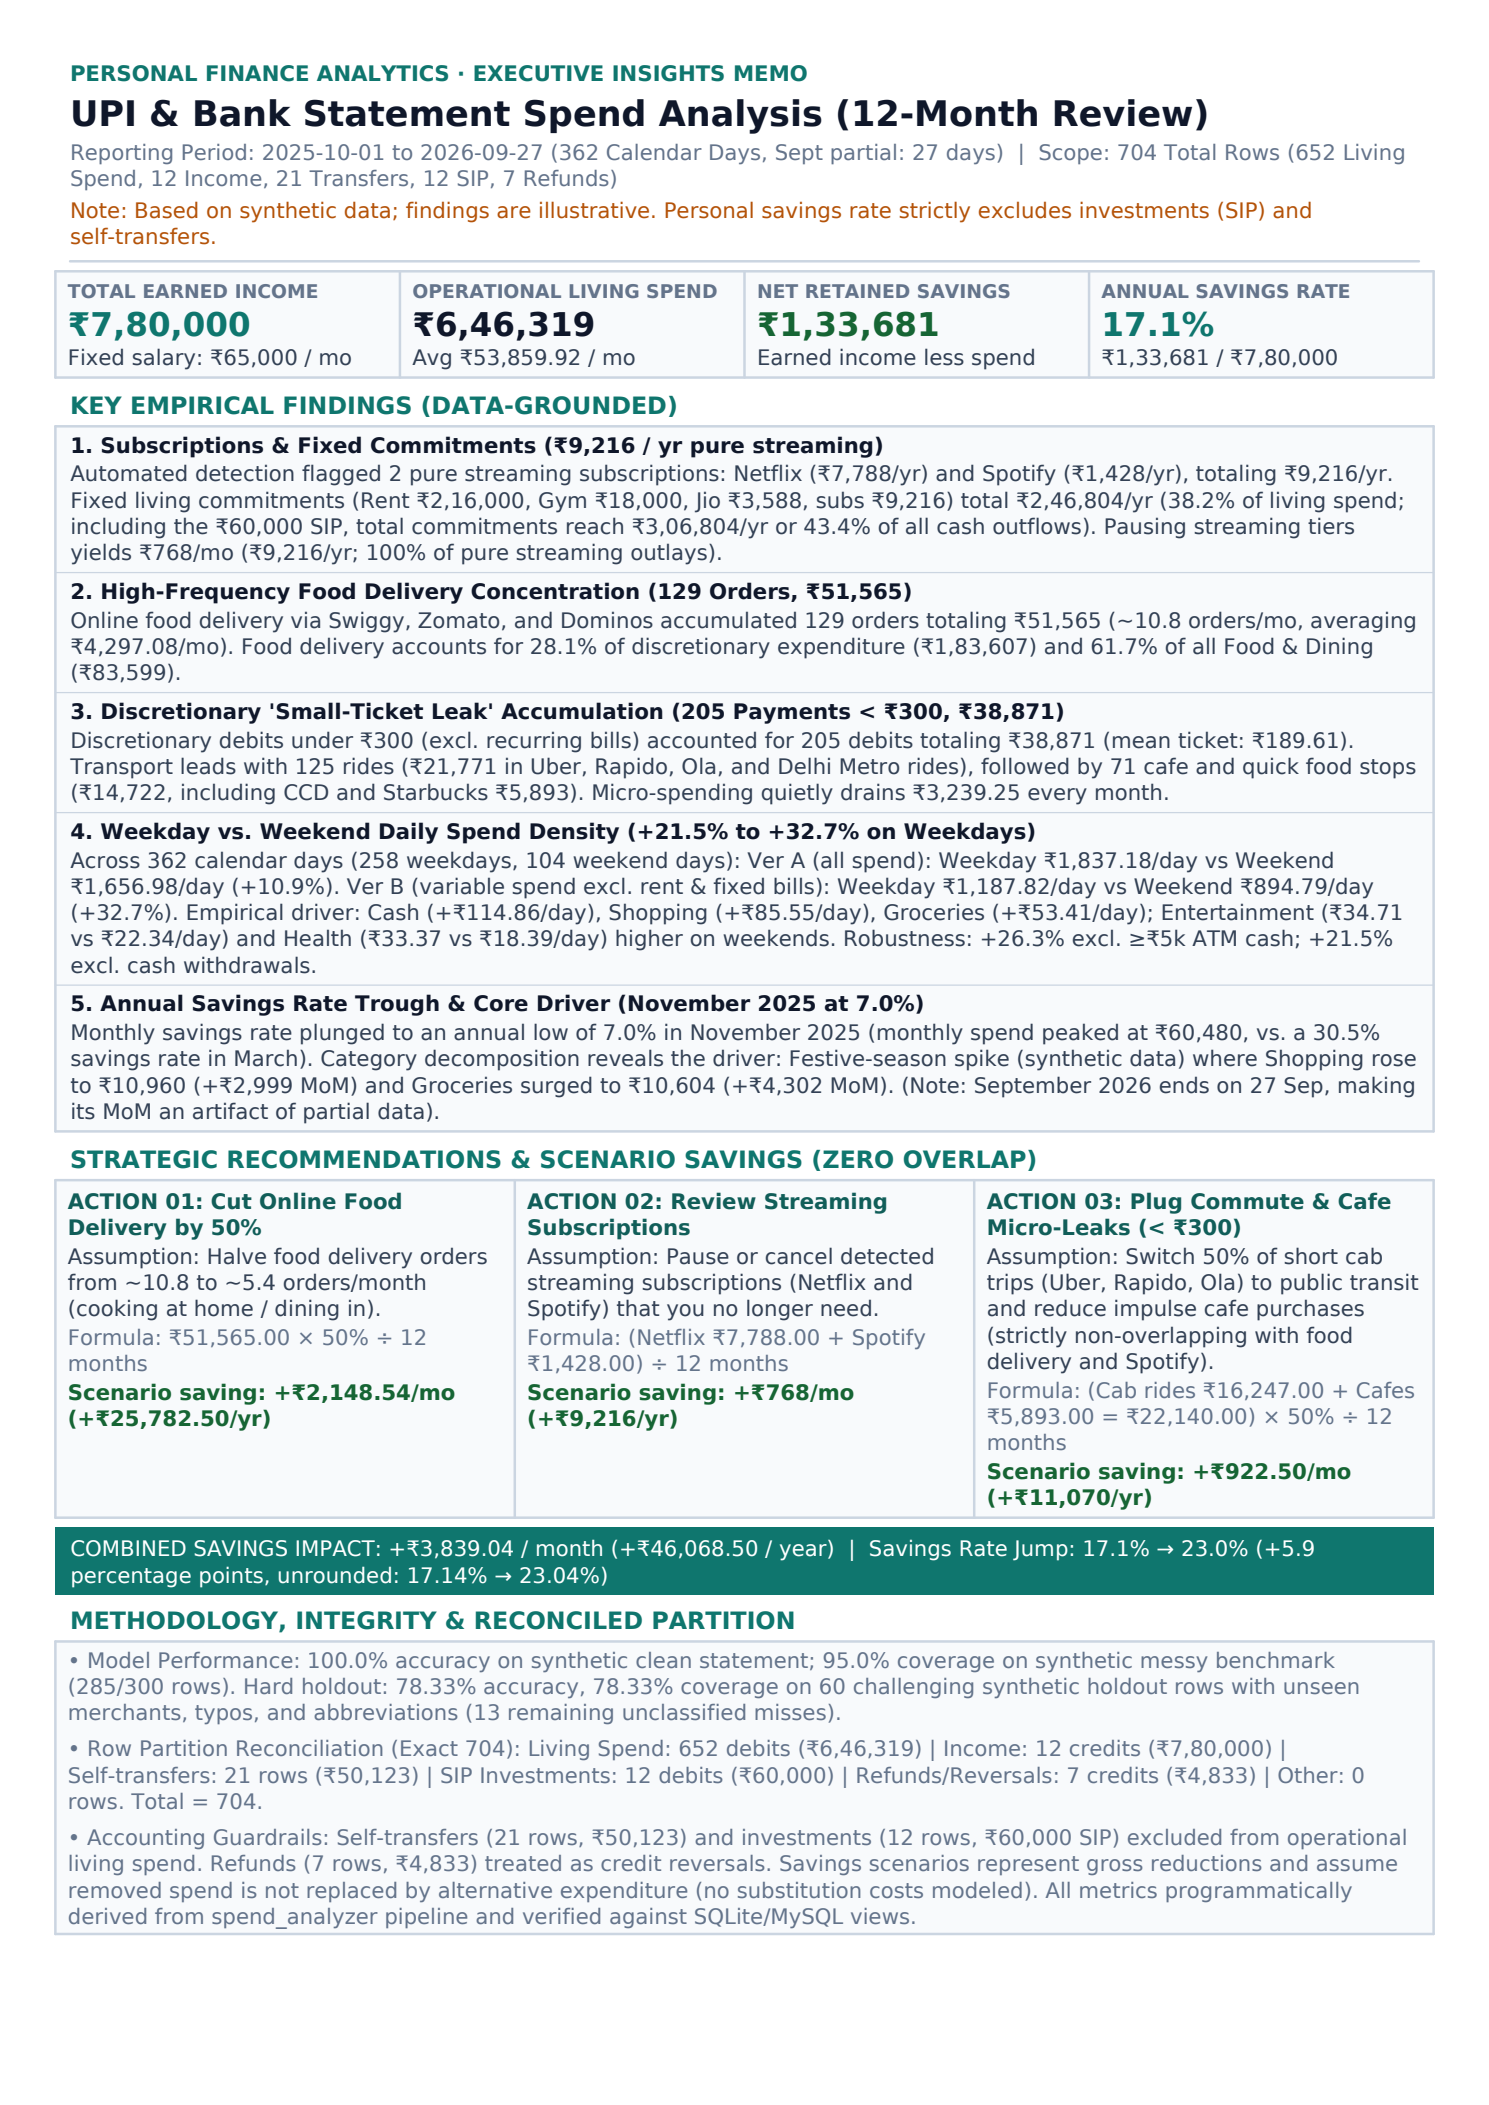 PERSONAL FINANCE ANALYTICS · EXECUTIVE INSIGHTS MEMO
UPI & Bank Statement Spend Analysis (12-Month Review)
Reporting Period: 2025-10-01 to 2026-09-27 (362 Calendar Days, Sept partial: 27 days) | Scope: 704 Total Rows (652 Living
Spend, 12 Income, 21 Transfers, 12 SIP, 7 Refunds)
Note: Based on synthetic data; findings are illustrative. Personal savings rate strictly excludes investments (SIP) and
self-transfers.
TOTAL EARNED INCOME
₹7,80,000
Fixed salary: ₹65,000 / mo
OPERATIONAL LIVING SPEND
₹6,46,319
Avg ₹53,859.92 / mo
NET RETAINED SAVINGS
₹1,33,681
Earned income less spend
ANNUAL SAVINGS RATE
17.1%
₹1,33,681 / ₹7,80,000
KEY EMPIRICAL FINDINGS (DATA-GROUNDED)
1. Subscriptions & Fixed Commitments (₹9,216 / yr pure streaming)
Automated detection flagged 2 pure streaming subscriptions: Netflix (₹7,788/yr) and Spotify (₹1,428/yr), totaling ₹9,216/yr.
Fixed living commitments (Rent ₹2,16,000, Gym ₹18,000, Jio ₹3,588, subs ₹9,216) total ₹2,46,804/yr (38.2% of living spend;
including the ₹60,000 SIP, total commitments reach ₹3,06,804/yr or 43.4% of all cash outflows). Pausing streaming tiers
yields ₹768/mo (₹9,216/yr; 100% of pure streaming outlays).
2. High-Frequency Food Delivery Concentration (129 Orders, ₹51,565)
Online food delivery via Swiggy, Zomato, and Dominos accumulated 129 orders totaling ₹51,565 (~10.8 orders/mo, averaging
₹4,297.08/mo). Food delivery accounts for 28.1% of discretionary expenditure (₹1,83,607) and 61.7% of all Food & Dining
(₹83,599).
3. Discretionary 'Small-Ticket Leak' Accumulation (205 Payments < ₹300, ₹38,871)
Discretionary debits under ₹300 (excl. recurring bills) accounted for 205 debits totaling ₹38,871 (mean ticket: ₹189.61).
Transport leads with 125 rides (₹21,771 in Uber, Rapido, Ola, and Delhi Metro rides), followed by 71 cafe and quick food stops
(₹14,722, including CCD and Starbucks ₹5,893). Micro-spending quietly drains ₹3,239.25 every month.
4. Weekday vs. Weekend Daily Spend Density (+21.5% to +32.7% on Weekdays)
Across 362 calendar days (258 weekdays, 104 weekend days): Ver A (all spend): Weekday ₹1,837.18/day vs Weekend
₹1,656.98/day (+10.9%). Ver B (variable spend excl. rent & fixed bills): Weekday ₹1,187.82/day vs Weekend ₹894.79/day
(+32.7%). Empirical driver: Cash (+₹114.86/day), Shopping (+₹85.55/day), Groceries (+₹53.41/day); Entertainment (₹34.71
vs ₹22.34/day) and Health (₹33.37 vs ₹18.39/day) higher on weekends. Robustness: +26.3% excl. ≥₹5k ATM cash; +21.5%
excl. cash withdrawals.
5. Annual Savings Rate Trough & Core Driver (November 2025 at 7.0%)
Monthly savings rate plunged to an annual low of 7.0% in November 2025 (monthly spend peaked at ₹60,480, vs. a 30.5%
savings rate in March). Category decomposition reveals the driver: Festive-season spike (synthetic data) where Shopping rose
to ₹10,960 (+₹2,999 MoM) and Groceries surged to ₹10,604 (+₹4,302 MoM). (Note: September 2026 ends on 27 Sep, making
its MoM an artifact of partial data).
STRATEGIC RECOMMENDATIONS & SCENARIO SAVINGS (ZERO OVERLAP)
ACTION 01: Cut Online Food
Delivery by 50%
Assumption: Halve food delivery orders
from ~10.8 to ~5.4 orders/month
(cooking at home / dining in).
Formula: ₹51,565.00 × 50% ÷ 12
months
Scenario saving: +₹2,148.54/mo
(+₹25,782.50/yr)
ACTION 02: Review Streaming
Subscriptions
Assumption: Pause or cancel detected
streaming subscriptions (Netflix and
Spotify) that you no longer need.
Formula: (Netflix ₹7,788.00 + Spotify
₹1,428.00) ÷ 12 months
Scenario saving: +₹768/mo
(+₹9,216/yr)
ACTION 03: Plug Commute & Cafe
Micro-Leaks (< ₹300)
Assumption: Switch 50% of short cab
trips (Uber, Rapido, Ola) to public transit
and reduce impulse cafe purchases
(strictly non-overlapping with food
delivery and Spotify).
Formula: (Cab rides ₹16,247.00 + Cafes
₹5,893.00 = ₹22,140.00) × 50% ÷ 12
months
Scenario saving: +₹922.50/mo
(+₹11,070/yr)
COMBINED SAVINGS IMPACT: +₹3,839.04 / month (+₹46,068.50 / year) | Savings Rate Jump: 17.1% → 23.0% (+5.9
percentage points, unrounded: 17.14% → 23.04%)
METHODOLOGY, INTEGRITY & RECONCILED PARTITION
• Model Performance: 100.0% accuracy on synthetic clean statement; 95.0% coverage on synthetic messy benchmark
(285/300 rows). Hard holdout: 78.33% accuracy, 78.33% coverage on 60 challenging synthetic holdout rows with unseen
merchants, typos, and abbreviations (13 remaining unclassified misses).
• Row Partition Reconciliation (Exact 704): Living Spend: 652 debits (₹6,46,319) | Income: 12 credits (₹7,80,000) |
Self-transfers: 21 rows (₹50,123) | SIP Investments: 12 debits (₹60,000) | Refunds/Reversals: 7 credits (₹4,833) | Other: 0
rows. Total = 704.
• Accounting Guardrails: Self-transfers (21 rows, ₹50,123) and investments (12 rows, ₹60,000 SIP) excluded from operational
living spend. Refunds (7 rows, ₹4,833) treated as credit reversals. Savings scenarios represent gross reductions and assume
removed spend is not replaced by alternative expenditure (no substitution costs modeled). All metrics programmatically
derived from spend_analyzer pipeline and verified against SQLite/MySQL views.